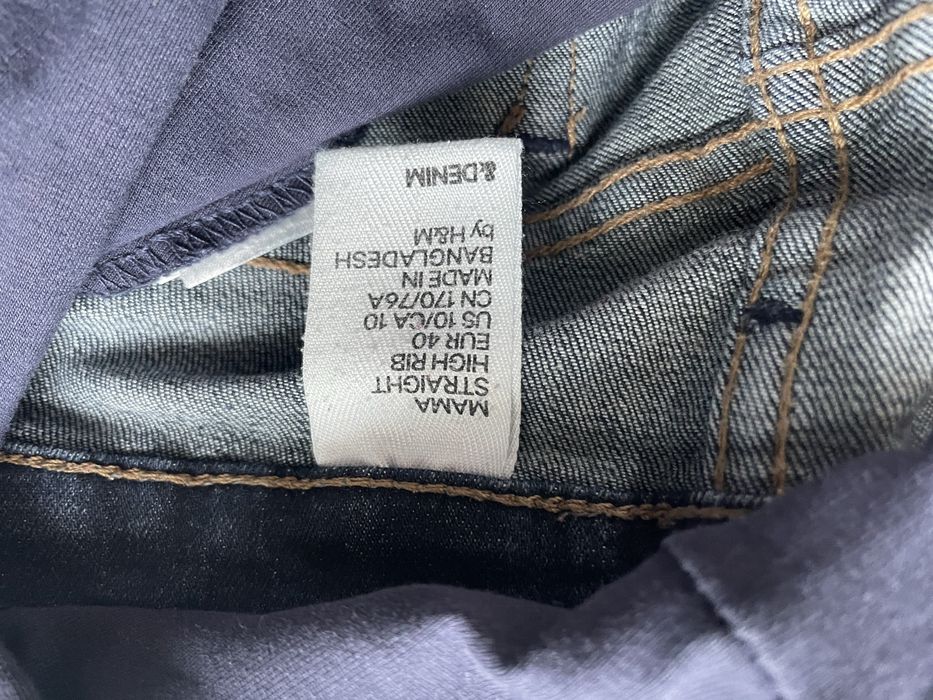 MAMA
STRAIGHT
HIGH RIB
EUR 40
US 10/CA 10
CN 170/76A
MADE IN
BANGLADESH
by H&M
&DENIM